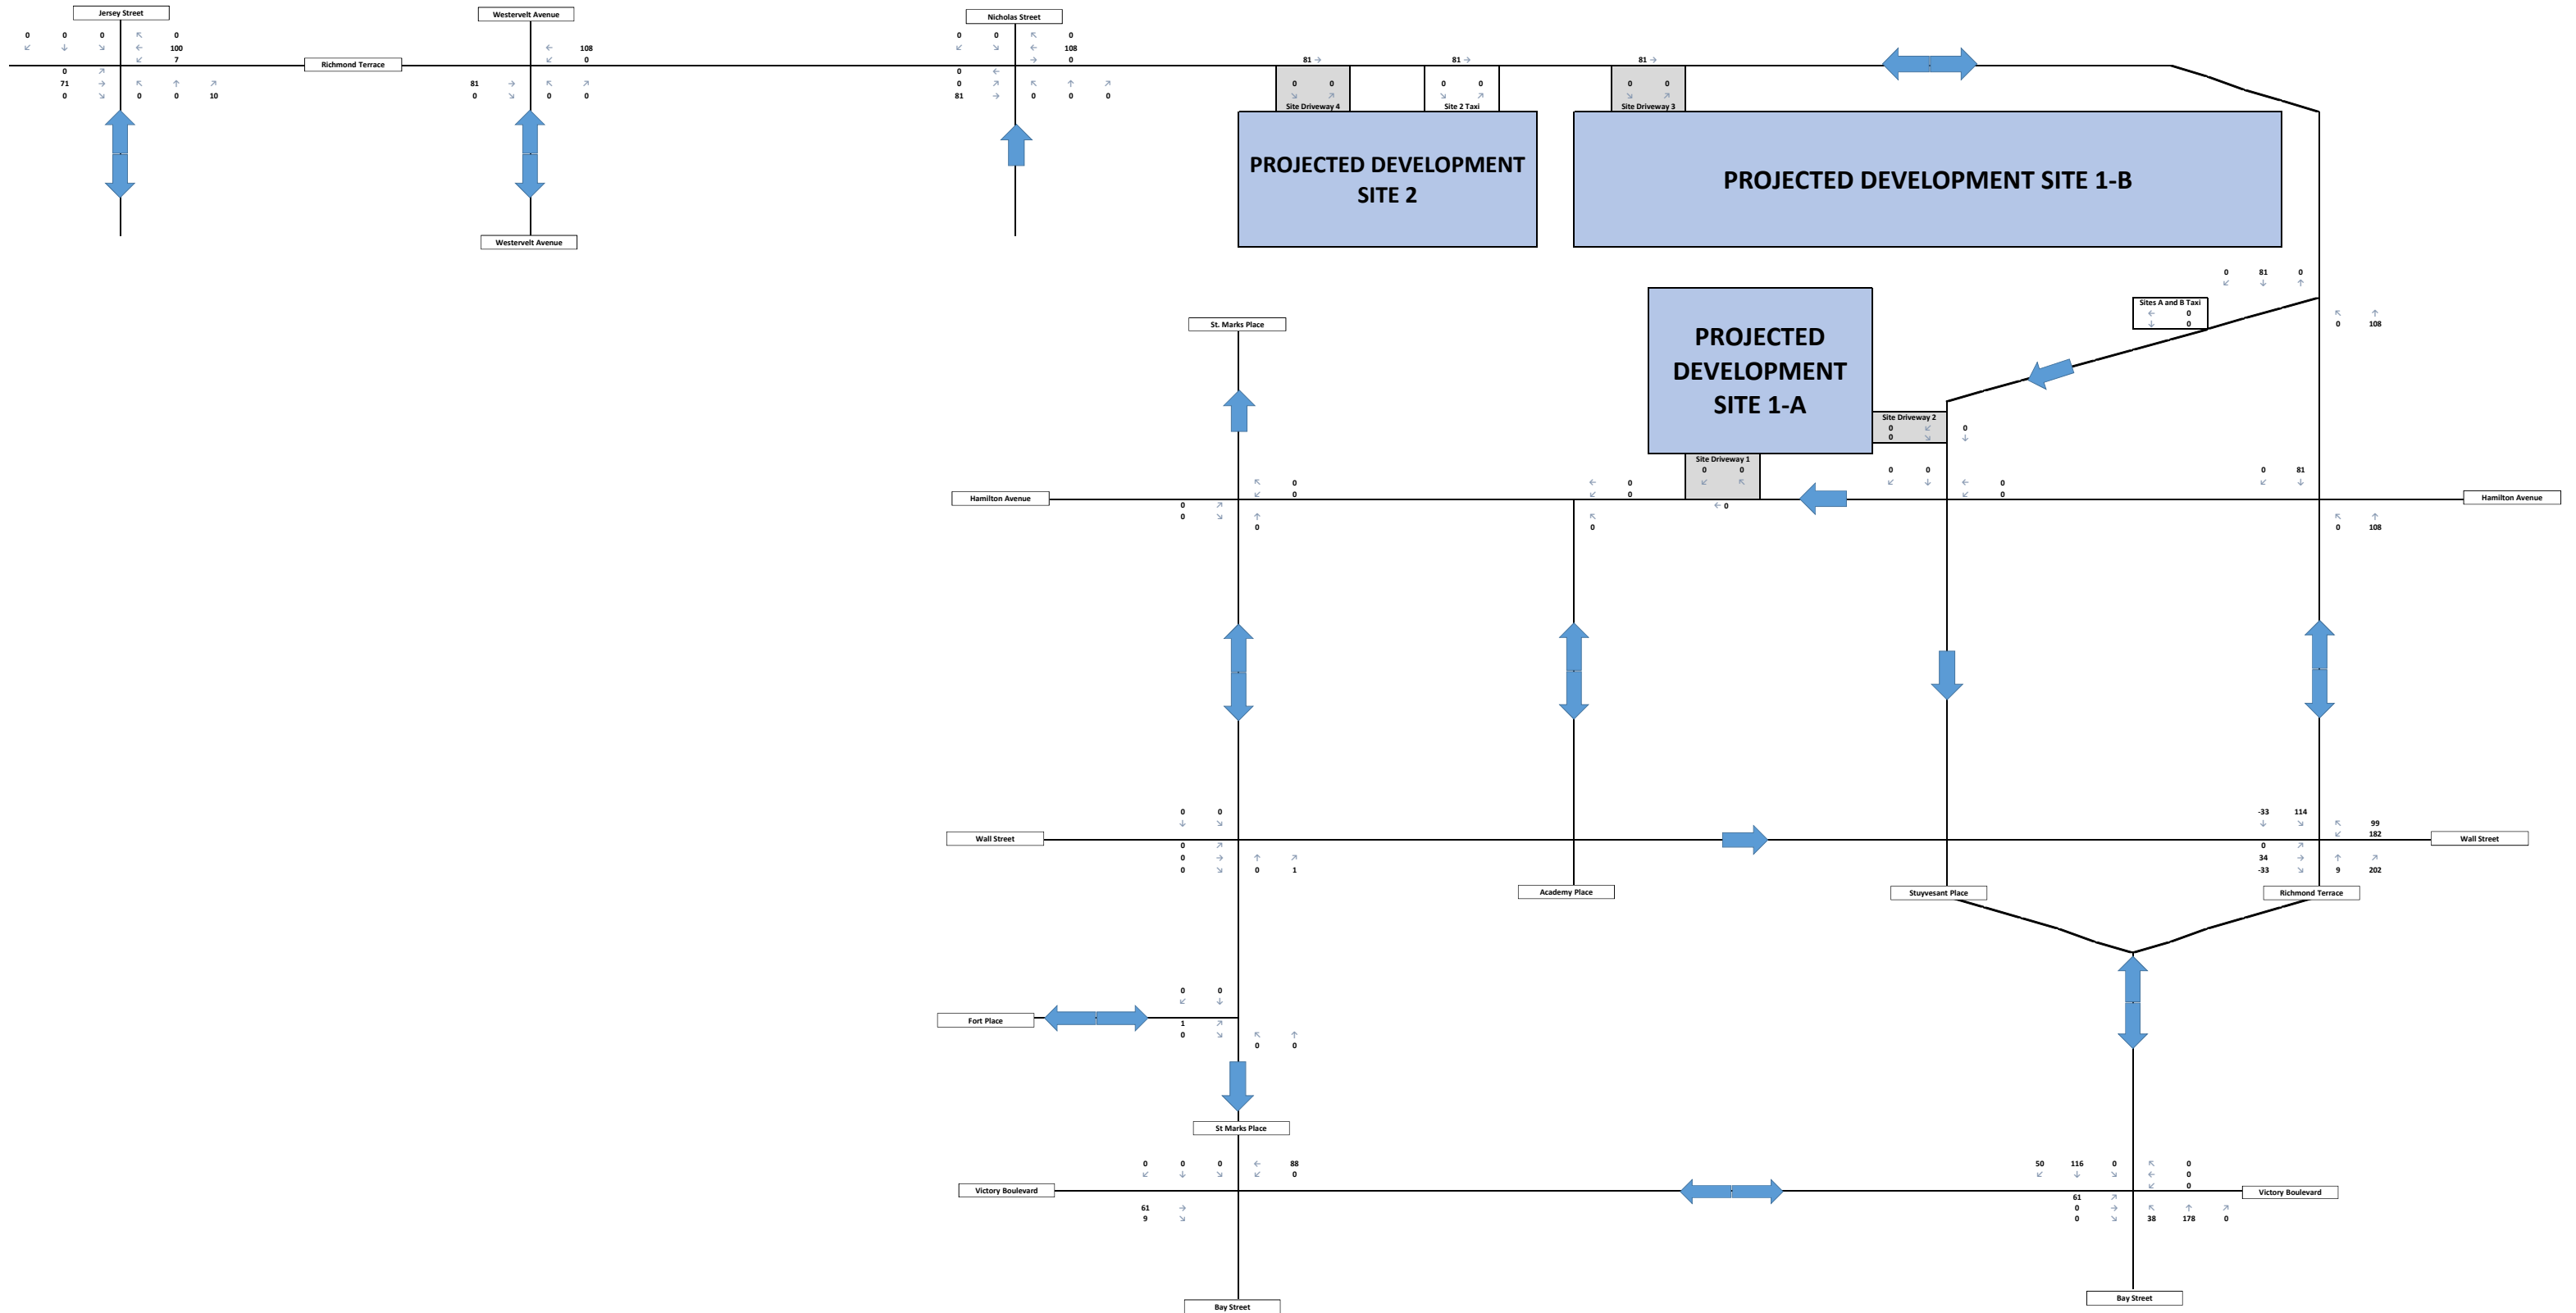 Jersey Street
Westervelt Avenue
Nicholas Street
0 0 0 ↖ 0
↙ ↓ ↘ ← 100
↙ 7
0 ↗
71 → ↖ ↑ ↗
0 ↘ 0 0 10
Richmond Terrace
← 108
↙ 0
81 → ↖ ↗
0 ↘ 0 0
Westervelt Avenue
0 0 ↖ 0
↙ ↘ ← 108
→ 0
0 ←
0 ↗ ↖ ↑ ↗
81 → 0 0 0
81 →
81 →
81 →
0 0
↘ ↗
Site Driveway 4
0 0
↘ ↗
Site 2 Taxi
0 0
↘ ↗
Site Driveway 3
PROJECTED DEVELOPMENT
SITE 2
PROJECTED DEVELOPMENT SITE 1-B
0 81 0
↙ ↓ ↑
Sites A and B Taxi
← 0
↓ 0
↖ ↑
0 108
St. Marks Place
PROJECTED
DEVELOPMENT
SITE 1-A
Site Driveway 2
0 ↙ 0
0 ↘ ↓
Site Driveway 1
0 0
↙ ↖
← 0
Hamilton Avenue
↖ 0
↙ 0
0 ↗
0 ↘ ↑
0
← 0
↙ 0
↖
0
0 0
↙ ↓ ← 0
↙ 0
0 81
↙ ↓
↖ ↑
0 108
Hamilton Avenue
Wall Street
0 0
↓ ↘
0 ↗
0 → ↑ ↗
0 ↘ 0 1
-33 114
↓ ↘ ↖ 99
↙ 182
0 ↗
34 → ↑ ↗
-33 ↘ 9 202
Wall Street
Academy Place
Stuyvesant Place
Richmond Terrace
0 0
↙ ↓
Fort Place
1 ↗
0 ↘ ↖ ↑
0 0
St Marks Place
0 0 0 ← 88
↙ ↓ ↘ ↙ 0
Victory Boulevard
61 →
9 ↘
50 116 0 ↖ 0
↙ ↓ ↘ ← 0
↙ 0
61 ↗
0 → ↖ ↑ ↗
0 ↘ 38 178 0
Victory Boulevard
Bay Street
Bay Street